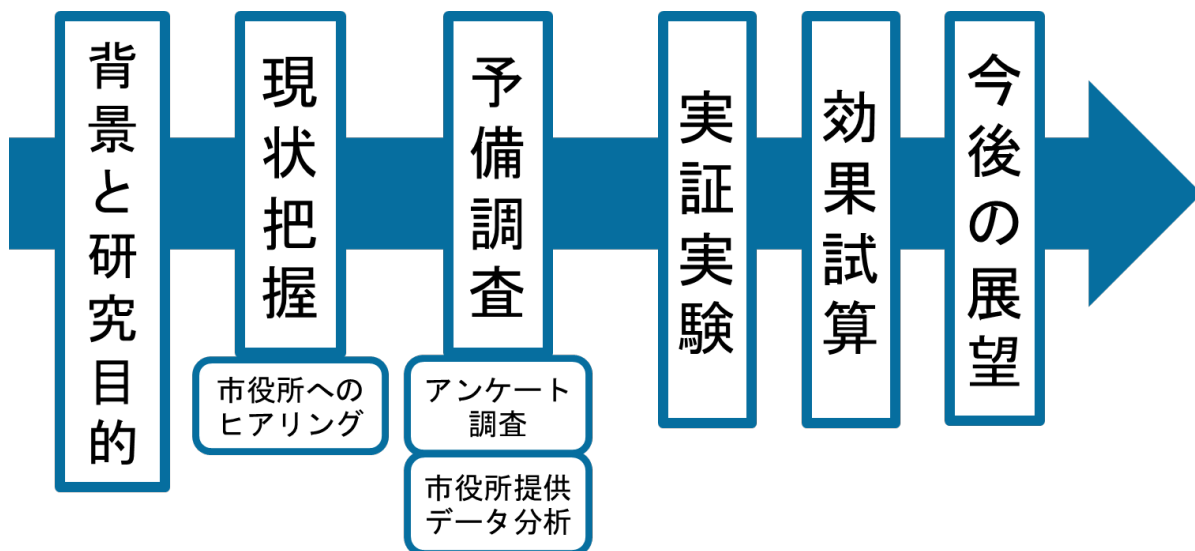 背景と研究目的
現状把握
市役所への
ヒアリング
予備調査
アンケート
調査
市役所提供
データ分析
実証実験
効果試算
今後の展望